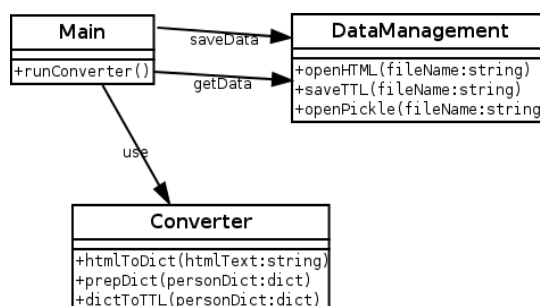 Main
+runConverter()
saveData
getData
DataManagement
+openHTML(fileName:string)
+saveTTL(fileName:string)
+openPickle(fileName:string
use
Converter
+htmlToDict(htmlText:string)
+prepDict(personDict:dict)
+dictToTTL(personDict:dict)